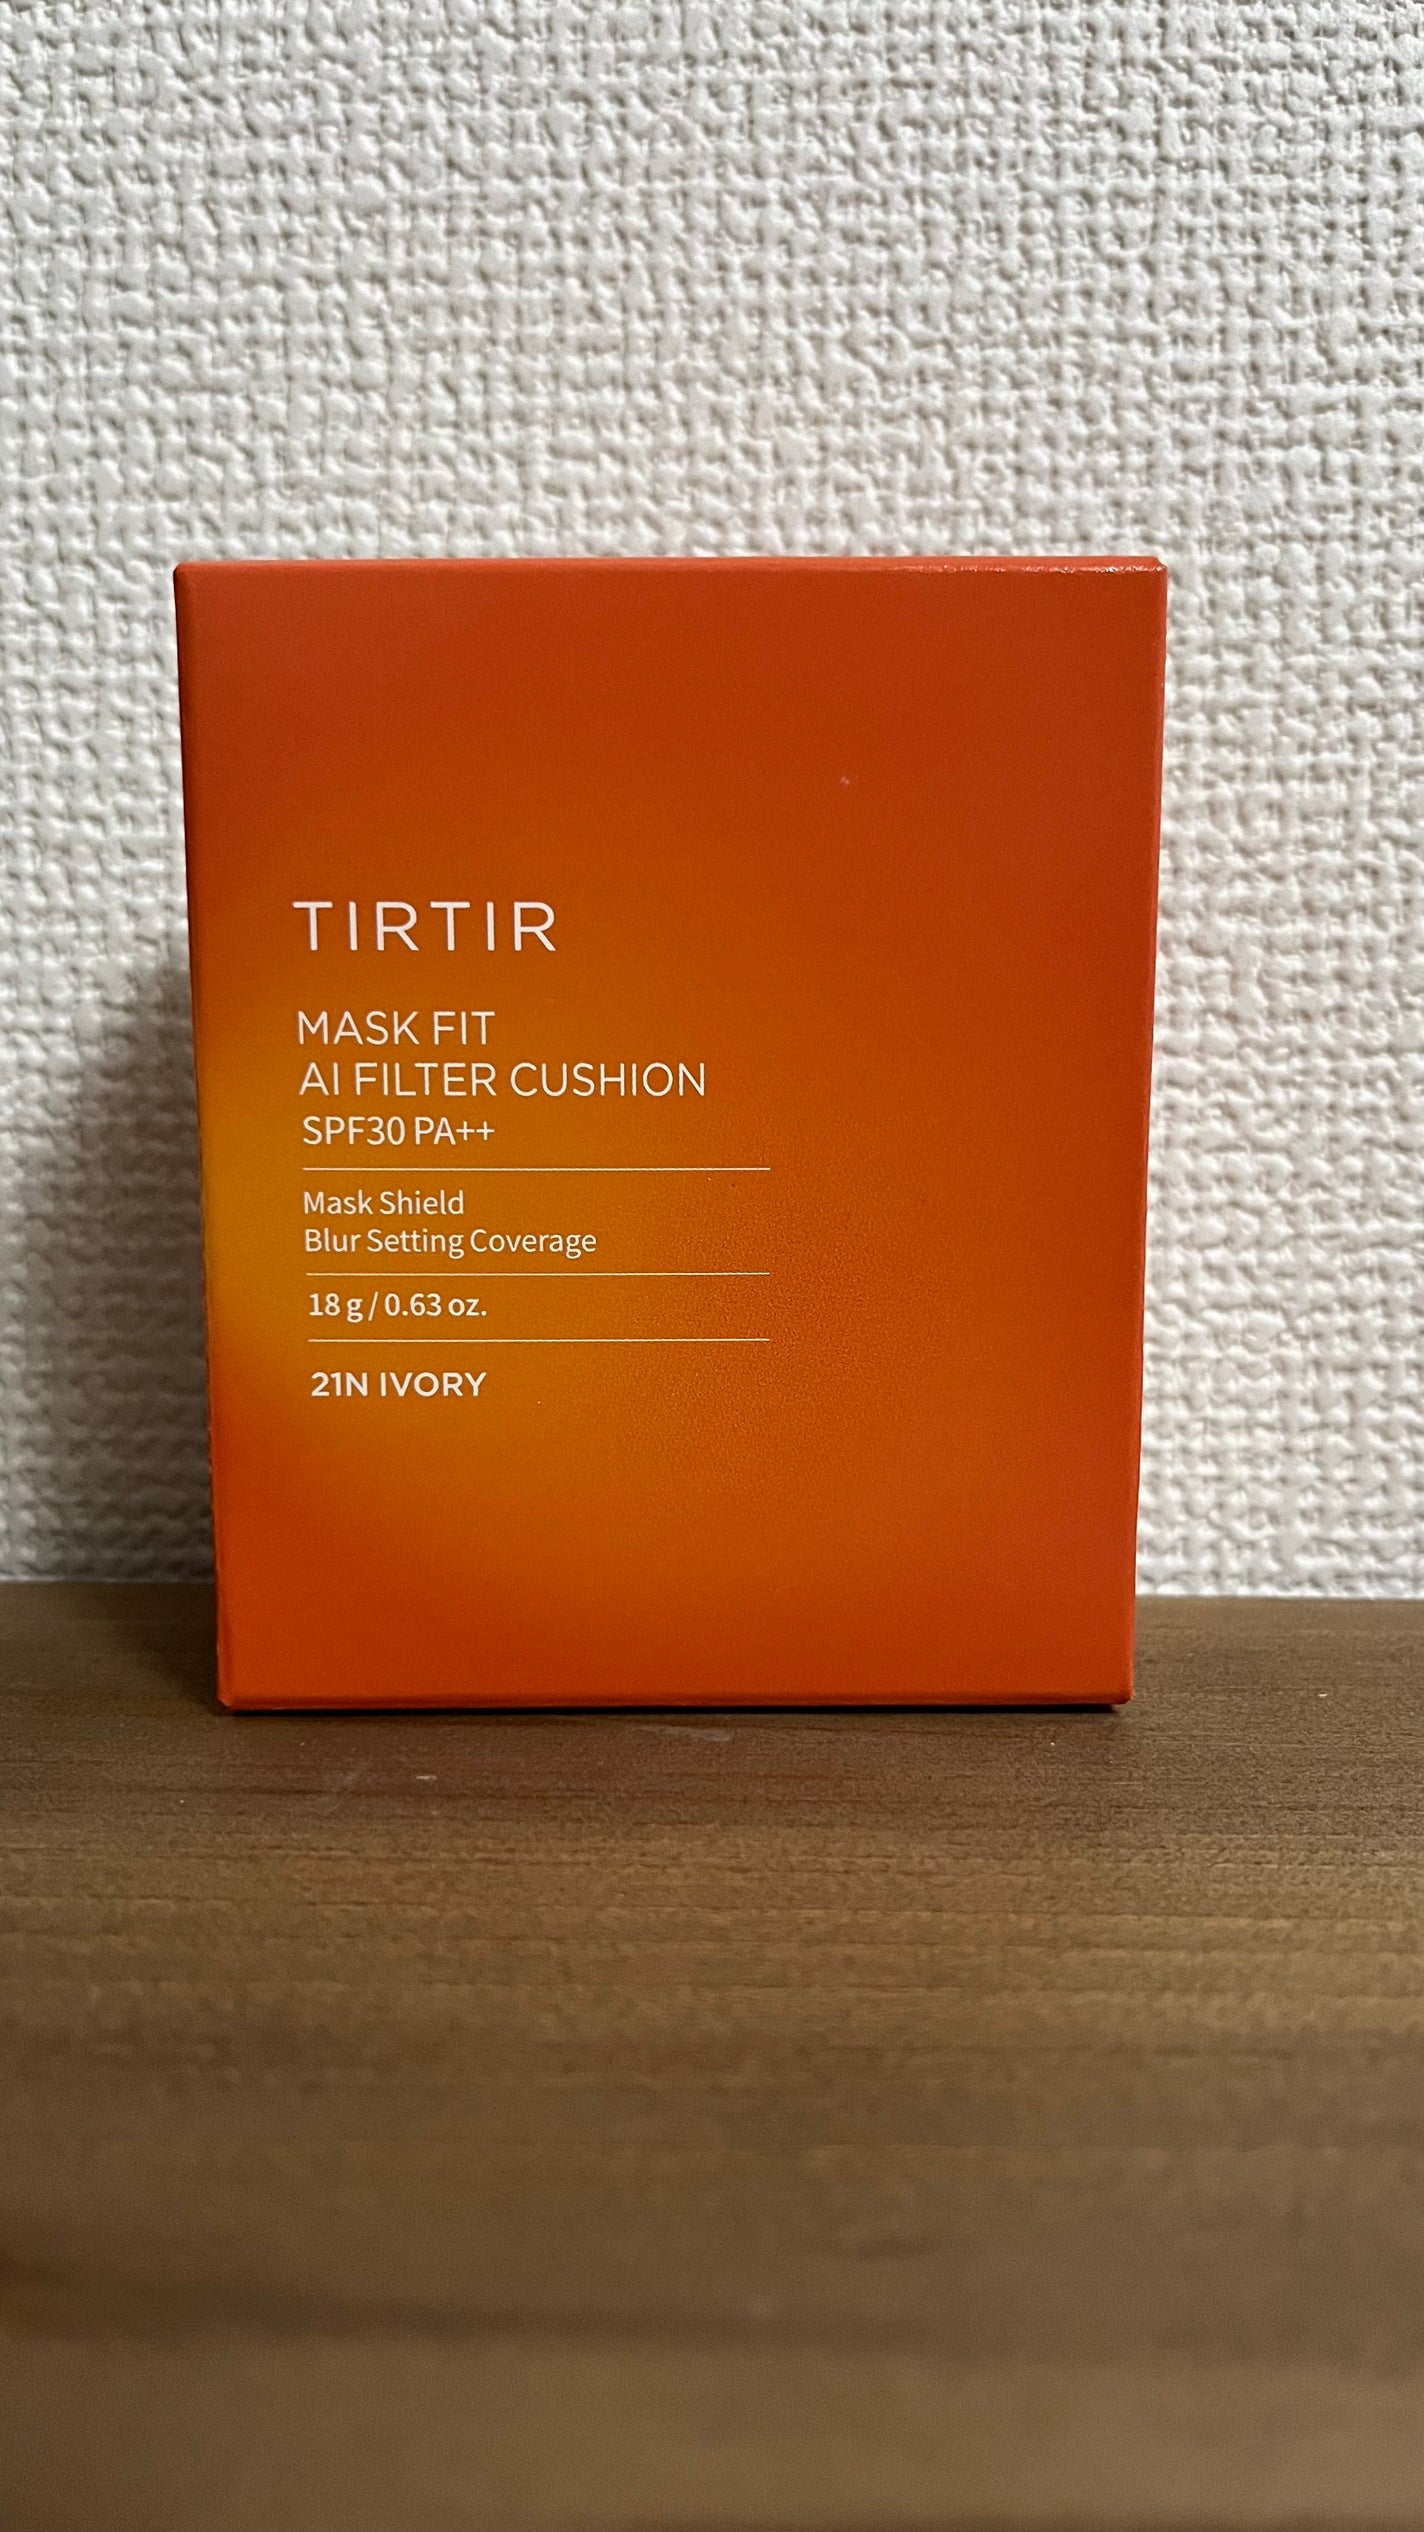 TIRTIR
MASK FIT
AI FILTER CUSHION
SPF30 PA++
Mask Shield
Blur Setting Coverage
18 g / 0.63 oz.
21N IVORY